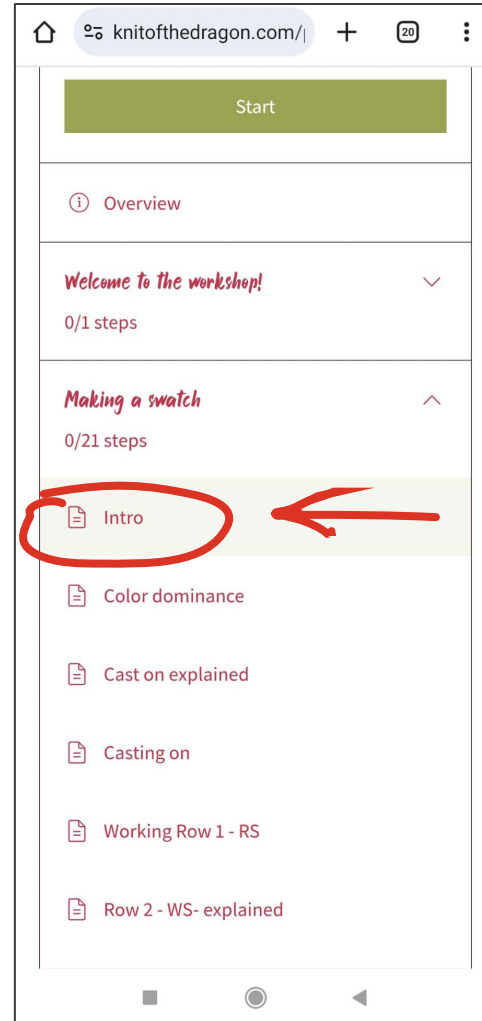 knitofthedragon.com/
20
Start
Overview
Welcome to the workshop!
0/1 steps
Making a swatch
0/21 steps
Intro
Color dominance
Cast on explained
Casting on
Working Row 1 - RS
Row 2 - WS- explained